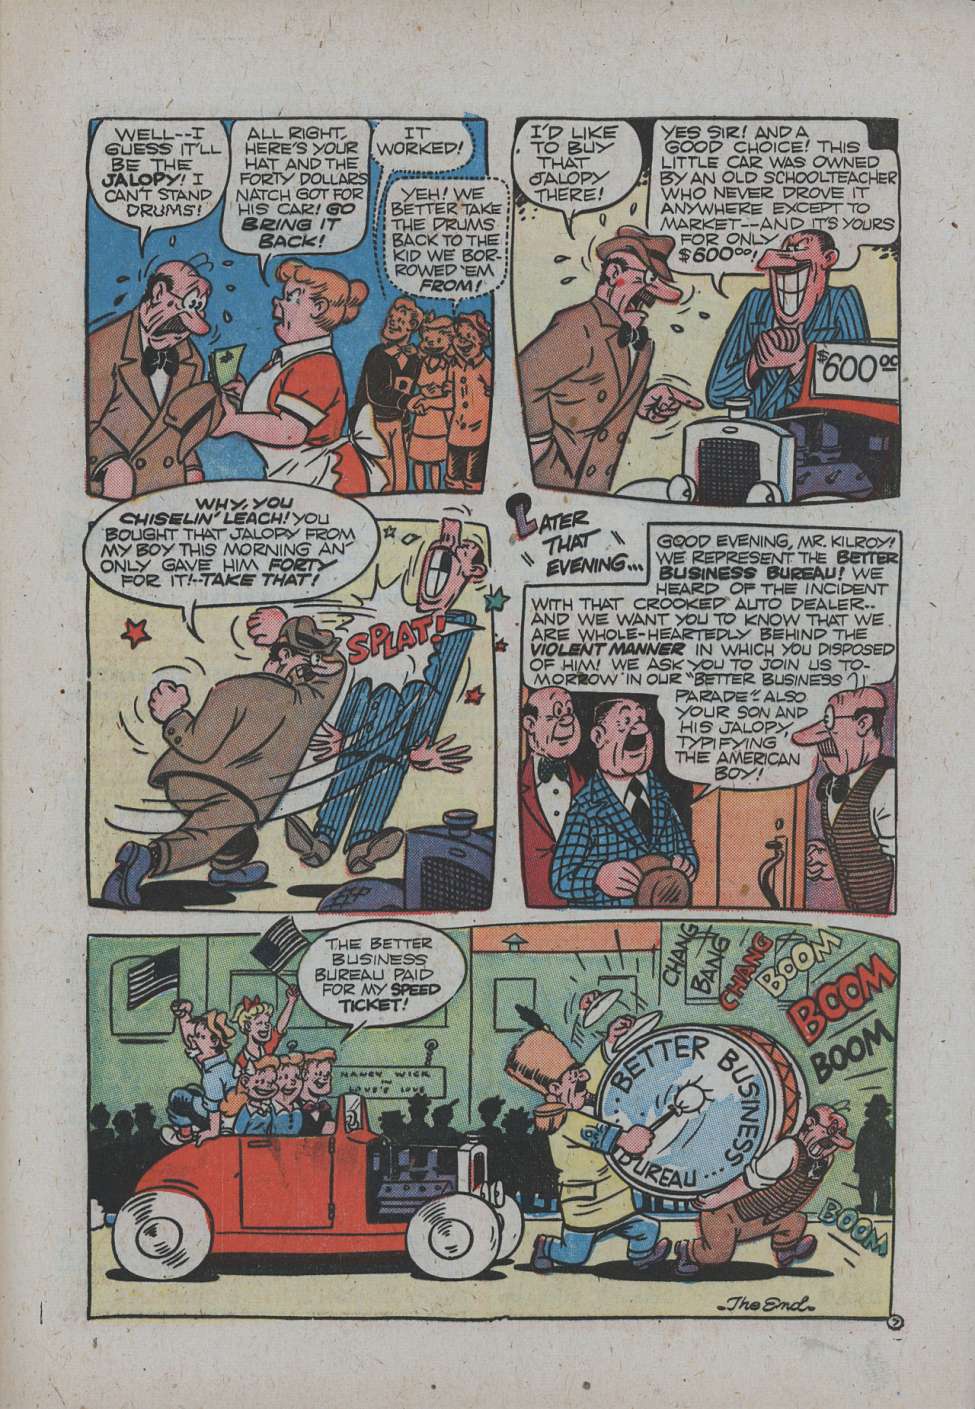 WELL--I
GUESS IT'LL
BE THE
JALOPY! I
CAN'T STAND
DRUMS!
ALL RIGHT,
HERE'S YOUR
HAT AND THE
FORTY DOLLARS
NATCH GOT FOR
HIS CAR! GO
BRING IT
BACK!
IT
WORKED!
YEH! WE
BETTER TAKE
THE DRUMS
BACK TO THE
KID WE BOR-
ROWED 'EM
FROM!
I'D LIKE
TO BUY
THAT
JALOPY
THERE!
YES SIR! AND A
GOOD CHOICE! THIS
LITTLE CAR WAS OWNED
BY AN OLD SCHOOLTEACHER
WHO NEVER DROVE IT
ANYWHERE EXCEPT TO
MARKET--AND IT'S YOURS
FOR ONLY
$600.00!
$600.00
WHY, YOU
CHISELIN' LEACH! YOU
BOUGHT THAT JALOPY FROM
MY BOY THIS MORNING AN'
ONLY GAVE HIM FORTY
FOR IT!--TAKE THAT!
SPLAT!
LATER
THAT
EVENING...
GOOD EVENING, MR. KILROY!
WE REPRESENT THE BETTER
BUSINESS BUREAU! WE
HEARD OF THE INCIDENT
WITH THAT CROOKED AUTO DEALER--
AND WE WANT YOU TO KNOW THAT WE
ARE WHOLE-HEARTEDLY BEHIND THE
VIOLENT MANNER IN WHICH YOU DISPOSED
OF HIM! WE ASK YOU TO JOIN US TO-
MORROW IN OUR "BETTER BUSINESS
PARADE". ALSO
YOUR SON AND
HIS JALOPY,
TYPIFYING
THE AMERICAN
BOY!
THE BETTER
BUSINESS
BUREAU PAID
FOR MY SPEED
TICKET!
NANCY WICK
IN
LOVE'S LOVE
CHANG
BANG
CHANG
BOOM
BOOM
BOOM
BETTER BUSINESS
BUREAU...
BOOM
The End
7